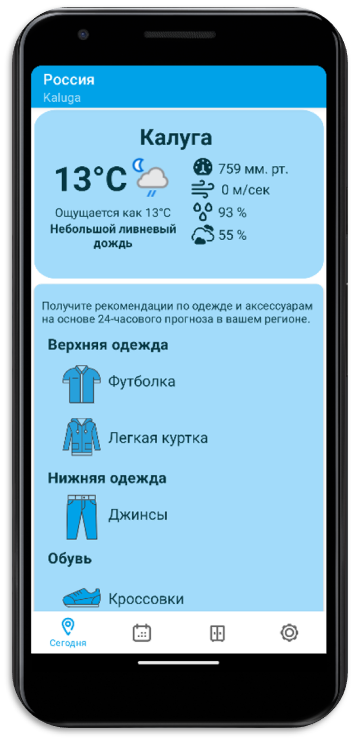 Россия
Kaluga
Калуга
13°C
759 мм. рт.
0 м/сек
93 %
55 %
Ощущается как 13°C
Небольшой ливневый
дождь
Получите рекомендации по одежде и аксессуарам
на основе 24-часового прогноза в вашем регионе.
Верхняя одежда
Футболка
Легкая куртка
Нижняя одежда
Джинсы
Обувь
Кроссовки
Сегодня